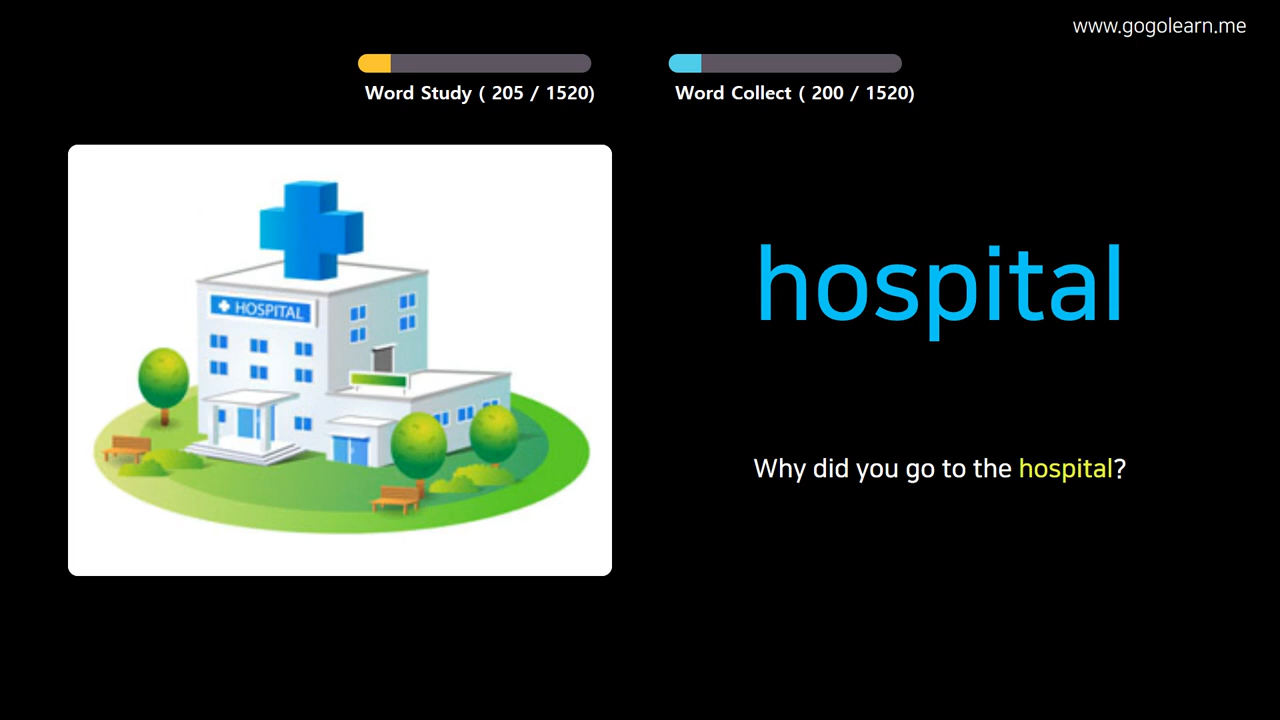 www.gogolearn.me
Word Study ( 205 / 1520)
Word Collect ( 200 / 1520)
HOSPITAL
hospital
Why did you go to the hospital?